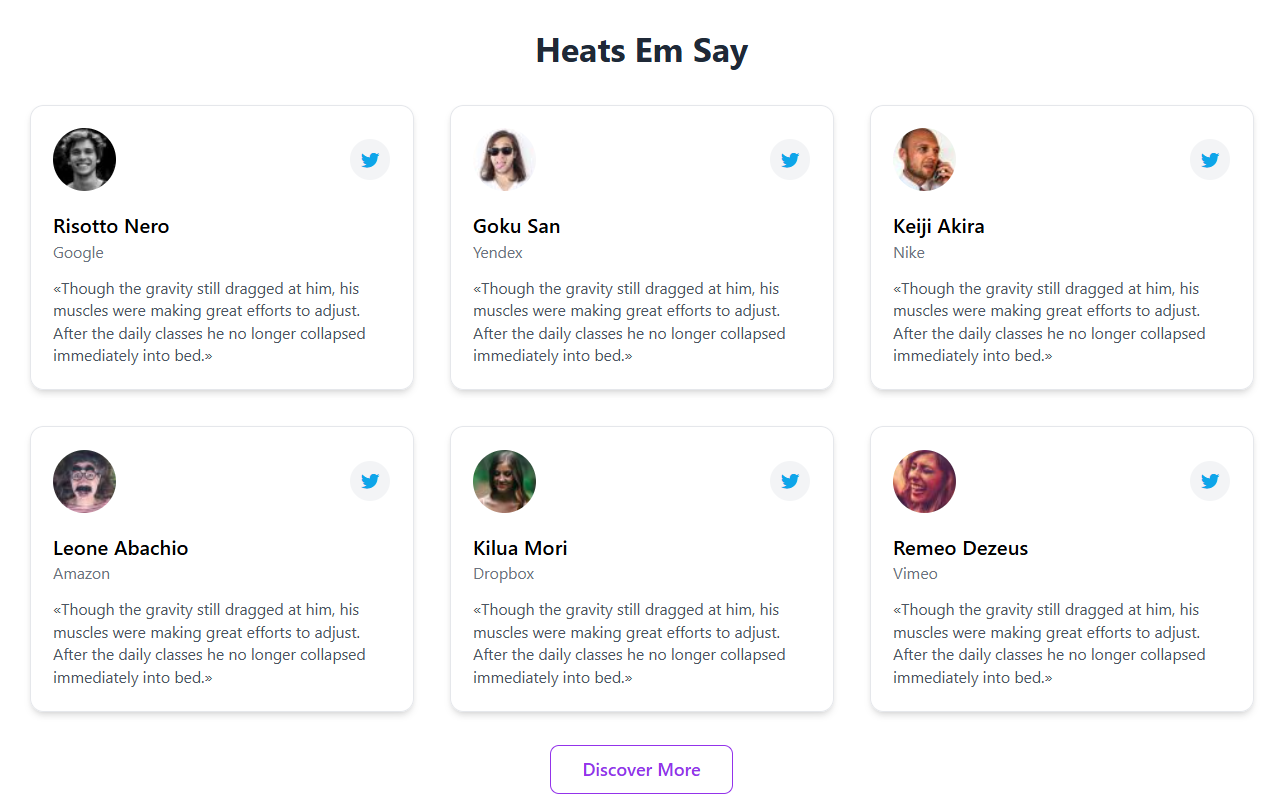 Heats Em Say
Risotto Nero
Google
«Though the gravity still dragged at him, his
muscles were making great efforts to adjust.
After the daily classes he no longer collapsed
immediately into bed.»
Goku San
Yendex
«Though the gravity still dragged at him, his
muscles were making great efforts to adjust.
After the daily classes he no longer collapsed
immediately into bed.»
Keiji Akira
Nike
«Though the gravity still dragged at him, his
muscles were making great efforts to adjust.
After the daily classes he no longer collapsed
immediately into bed.»
Leone Abachio
Amazon
«Though the gravity still dragged at him, his
muscles were making great efforts to adjust.
After the daily classes he no longer collapsed
immediately into bed.»
Kilua Mori
Dropbox
«Though the gravity still dragged at him, his
muscles were making great efforts to adjust.
After the daily classes he no longer collapsed
immediately into bed.»
Remeo Dezeus
Vimeo
«Though the gravity still dragged at him, his
muscles were making great efforts to adjust.
After the daily classes he no longer collapsed
immediately into bed.»
Discover More